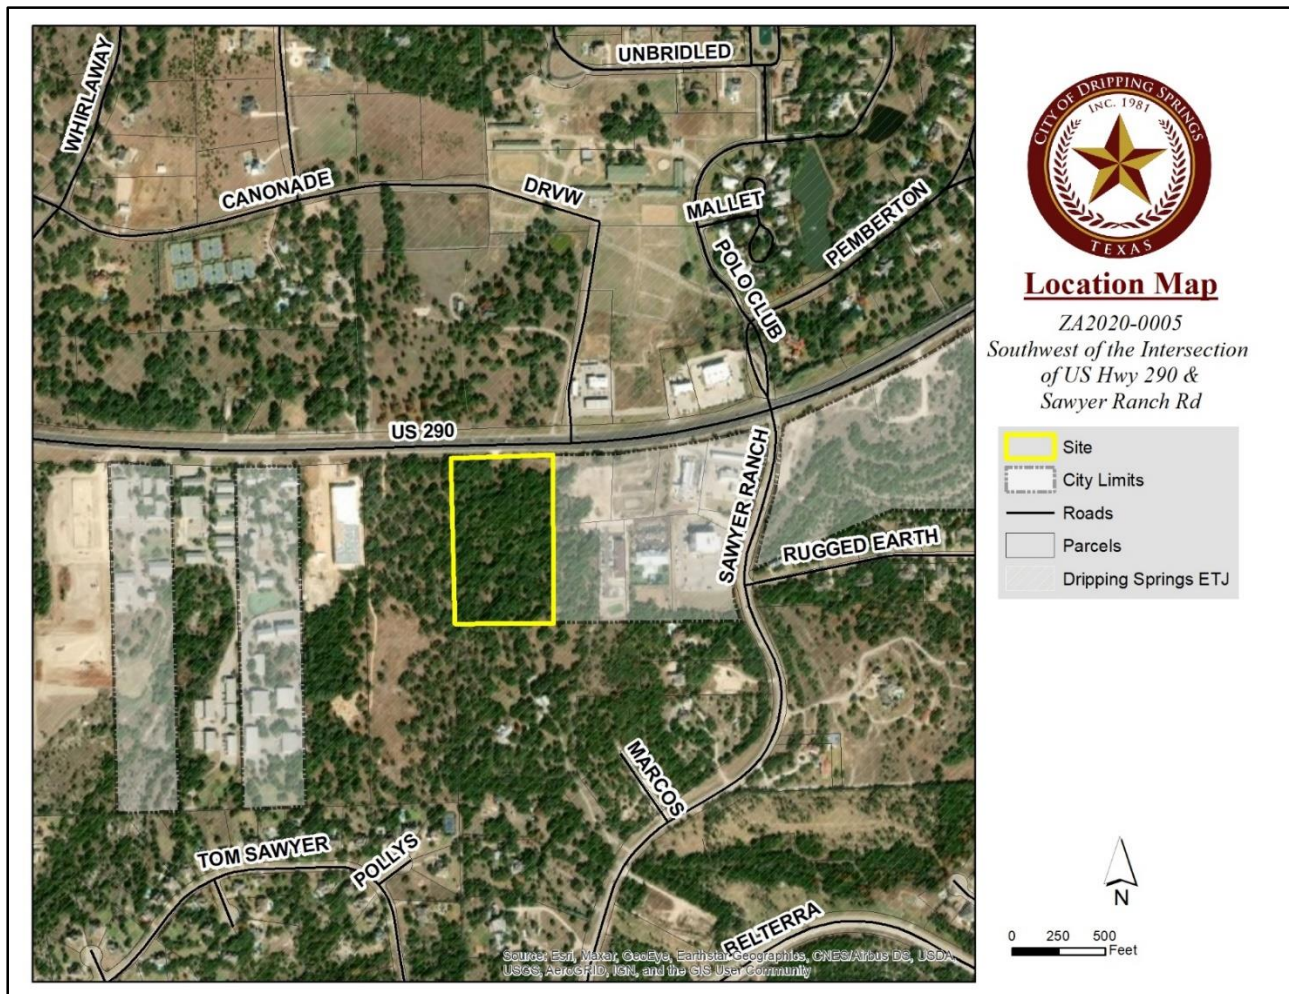 UNBRIDLED
WHIRLAWAY
CANONADE
DRVW
MALLET
PEMBERTON
POLO CLUB
US 290
SAWYER RANCH
RUGGED EARTH
MARCOS
TOM SAWYER
POLLYS
BELTERRA
Source: Esri, Maxar, GeoEye, Earthstar Geographics, CNES/Airbus DS, USDA,
USGS, AeroGRID, IGN, and the GIS User Community
CITY OF DRIPPING SPRINGS
INC. 1981
TEXAS
Location Map
ZA2020-0005
Southwest of the Intersection
of US Hwy 290 &
Sawyer Ranch Rd
Site
City Limits
Roads
Parcels
Dripping Springs ETJ
N
0 250 500
Feet